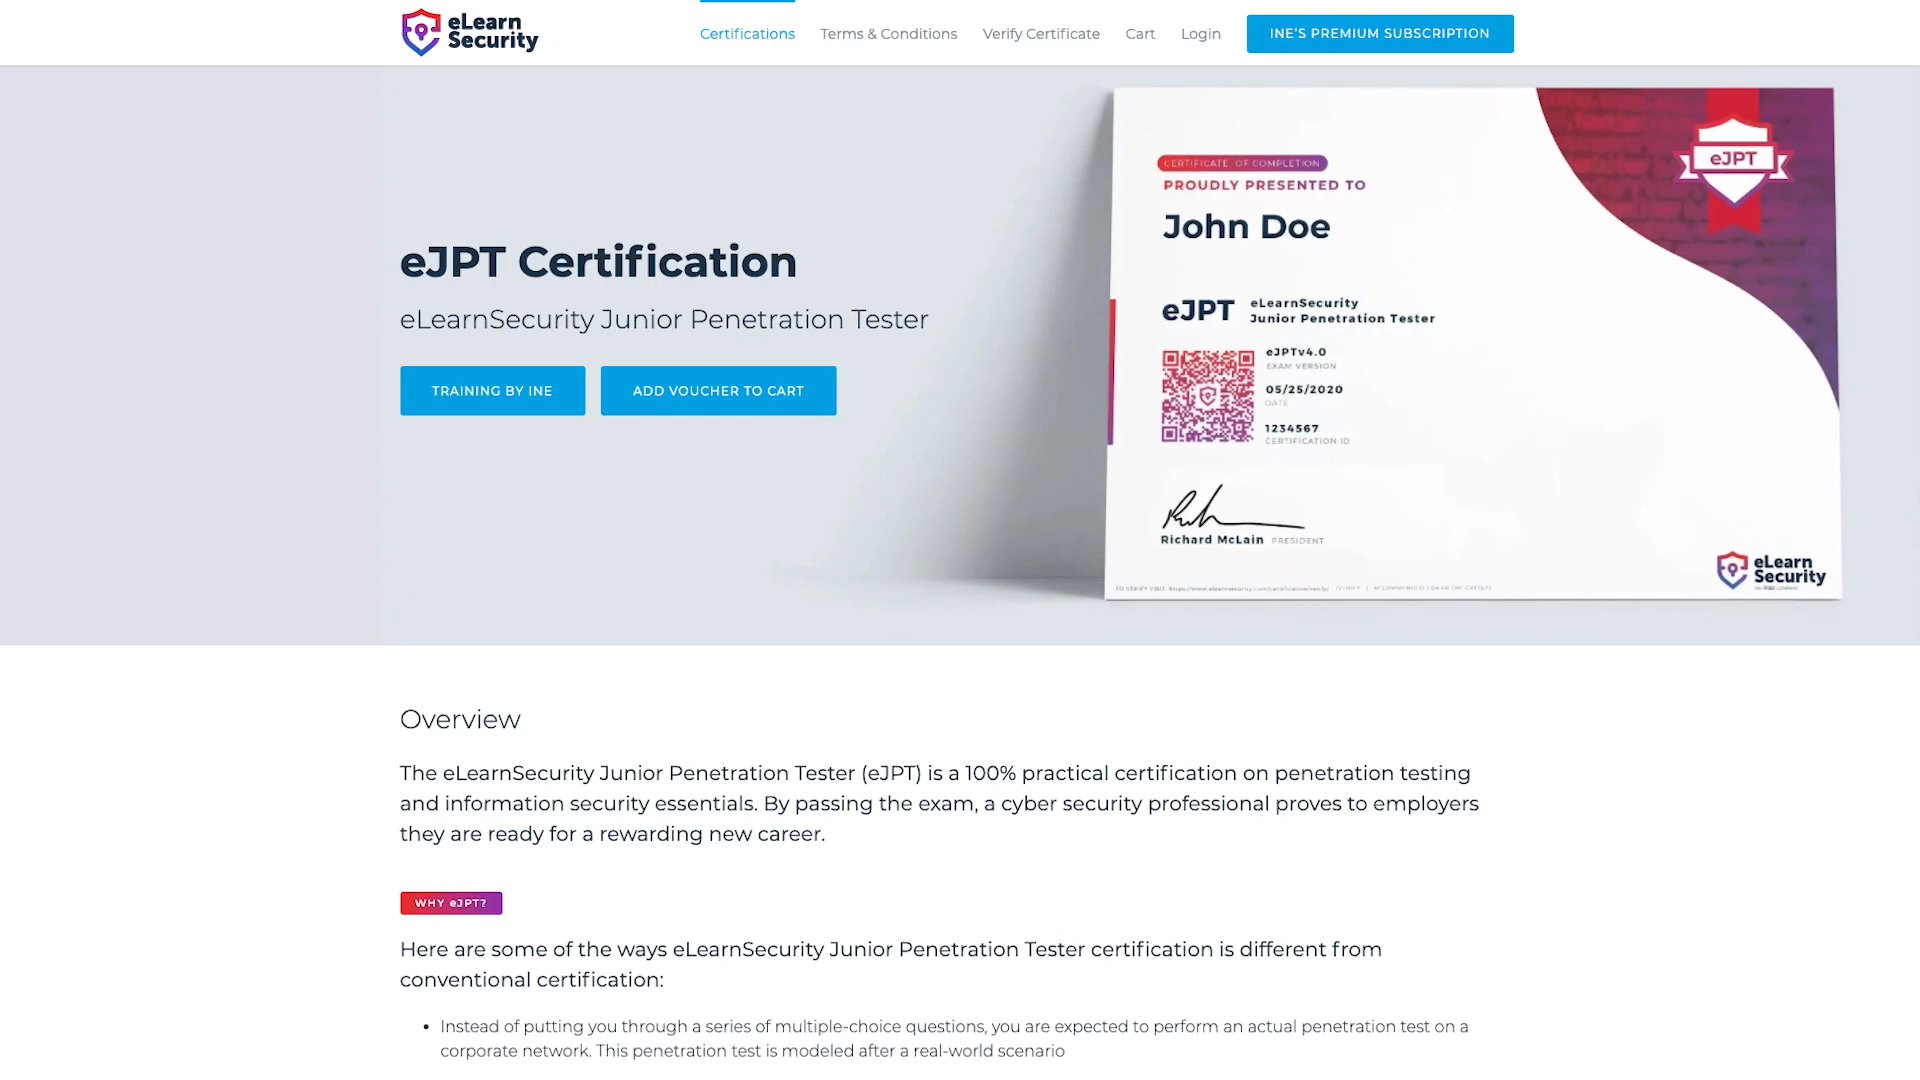 eLearn
Security
Certifications
Terms & Conditions
Verify Certificate
Cart
Login
INE'S PREMIUM SUBSCRIPTION
eJPT Certification
eLearnSecurity Junior Penetration Tester
TRAINING BY INE
ADD VOUCHER TO CART
CERTIFICATE OF COMPLETION
PROUDLY PRESENTED TO
John Doe
eJPT
eJPT
eLearnSecurity
Junior Penetration Tester
eJPTv4.0
EXAM VERSION
05/25/2020
DATE
1234567
CERTIFICATION ID
Richard McLain PRESIDENT
eLearn
Security
Overview
The eLearnSecurity Junior Penetration Tester (eJPT) is a 100% practical certification on penetration testing
and information security essentials. By passing the exam, a cyber security professional proves to employers
they are ready for a rewarding new career.
WHY eJPT?
Here are some of the ways eLearnSecurity Junior Penetration Tester certification is different from
conventional certification:
• Instead of putting you through a series of multiple-choice questions, you are expected to perform an actual penetration test on a
corporate network. This penetration test is modeled after a real-world scenario